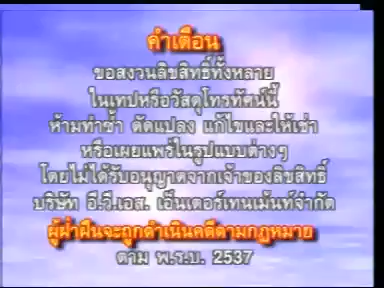 คำเตือน
ขอสงวนลิขสิทธิ์ทั้งหลาย
ในเทปหรือวัสดุโทรทัศน์นี้
ห้ามทำซ้ำ ดัดแปลง แก้ไขและให้เช่า
หรือเผยแพร่ในรูปแบบต่างๆ
โดยไม่ได้รับอนุญาตจากเจ้าของลิขสิทธิ์
บริษัท อี.วี.เอส. เอ็นเตอร์เทนเม้นท์จำกัด
ผู้ฝ่าฝืนจะถูกดำเนินคดีตามกฎหมาย
ตาม พ.ร.บ. 2537